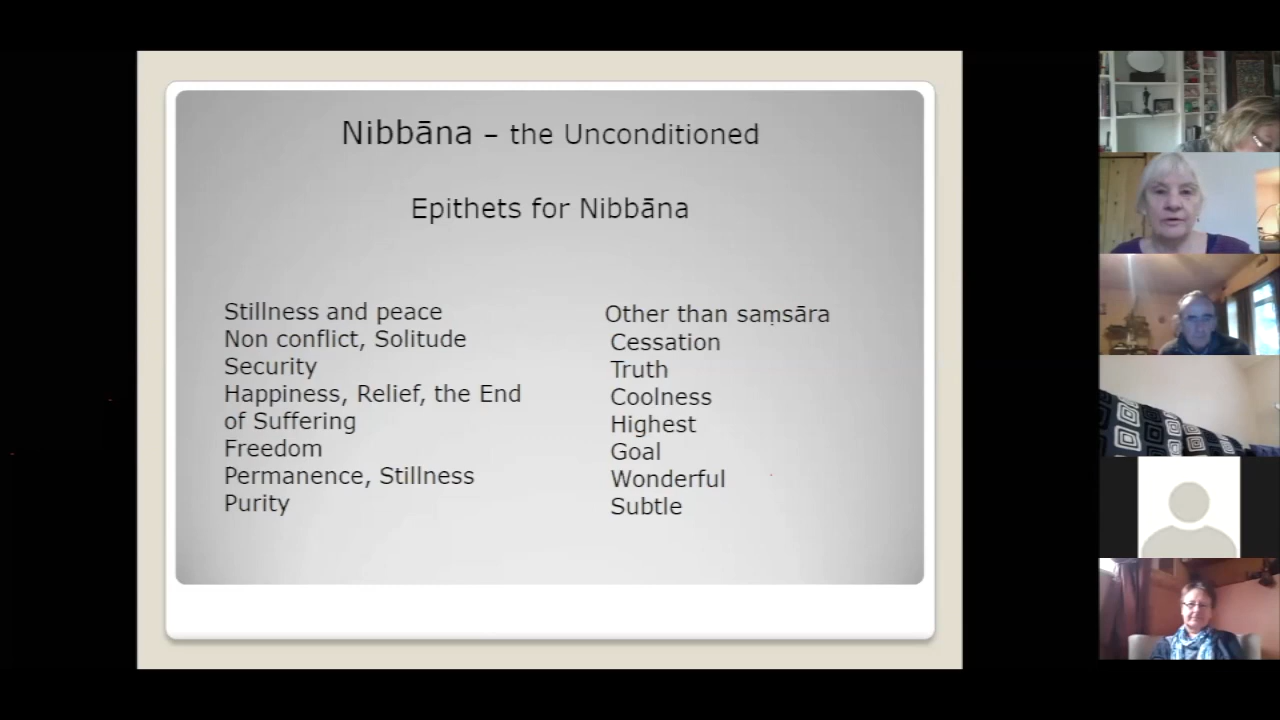 Nibbāna – the Unconditioned
Epithets for Nibbāna
Stillness and peace
Non conflict, Solitude
Security
Happiness, Relief, the End
of Suffering
Freedom
Permanence, Stillness
Purity
Other than saṃsāra
Cessation
Truth
Coolness
Highest
Goal
Wonderful
Subtle